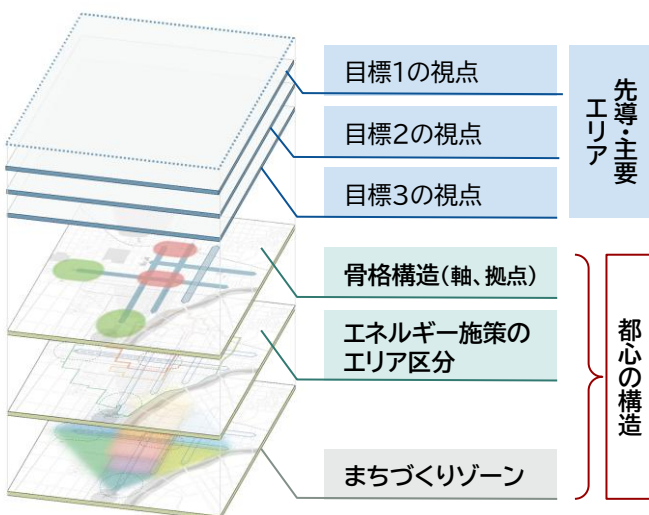 目標1の視点
目標2の視点
目標3の視点
先導・主要
エリア
骨格構造(軸、拠点)
エネルギー施策の
エリア区分
まちづくりゾーン
都心の構造